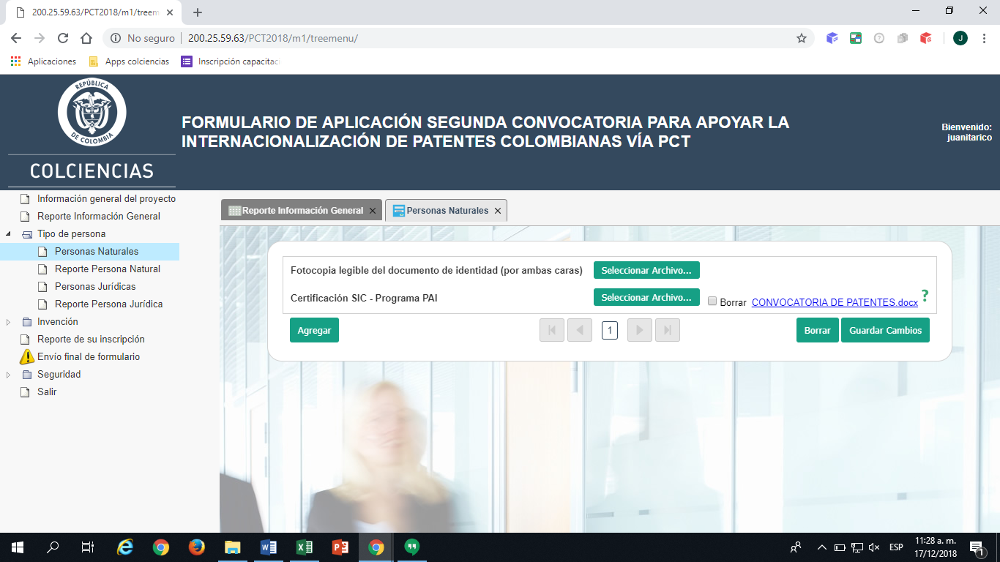 200.25.59.63/PCT2018/m1/treem
No seguro
200.25.59.63/PCT2018/m1/treemenu/
J
Aplicaciones
Apps colciencias
Inscripción capacitaci
REPÚBLICA
DE COLOMBIA
COLCIENCIAS
FORMULARIO DE APLICACIÓN SEGUNDA CONVOCATORIA PARA APOYAR LA
INTERNACIONALIZACIÓN DE PATENTES COLOMBIANAS VÍA PCT
Bienvenido:
juanitarico
Información general del proyecto
Reporte Información General
Tipo de persona
Personas Naturales
Reporte Persona Natural
Personas Jurídicas
Reporte Persona Jurídica
Invención
Reporte de su inscripción
Envío final de formulario
Seguridad
Salir
Reporte Información General
Personas Naturales
Fotocopia legible del documento de identidad (por ambas caras)
Seleccionar Archivo...
Certificación SIC - Programa PAI
Seleccionar Archivo...
Borrar
CONVOCATORIA DE PATENTES.docx
?
Agregar
1
Borrar
Guardar Cambios
ESP
11:28 a. m.
17/12/2018
1